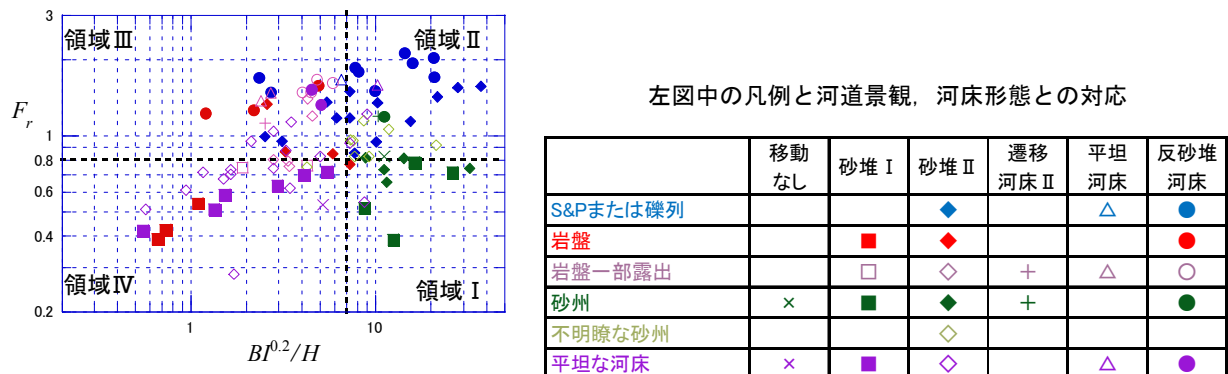 3
領域Ⅲ
領域Ⅱ
Fr
1
0.8
0.6
0.4
領域Ⅳ
領域Ⅰ
0.2
1
10
BI^0.2/H
左図中の凡例と河道景観，河床形態との対応
移動なし 砂堆Ⅰ 砂堆Ⅱ 遷移河床Ⅱ 平坦河床 反砂堆河床
S&Pまたは礫列 ◆ △ ●
岩盤 ■ ◆ ●
岩盤一部露出 □ ◇ + △ ○
砂州 × ■ ◆ + ●
不明瞭な砂州 ◇
平坦な河床 × ■ ◇ △ ●